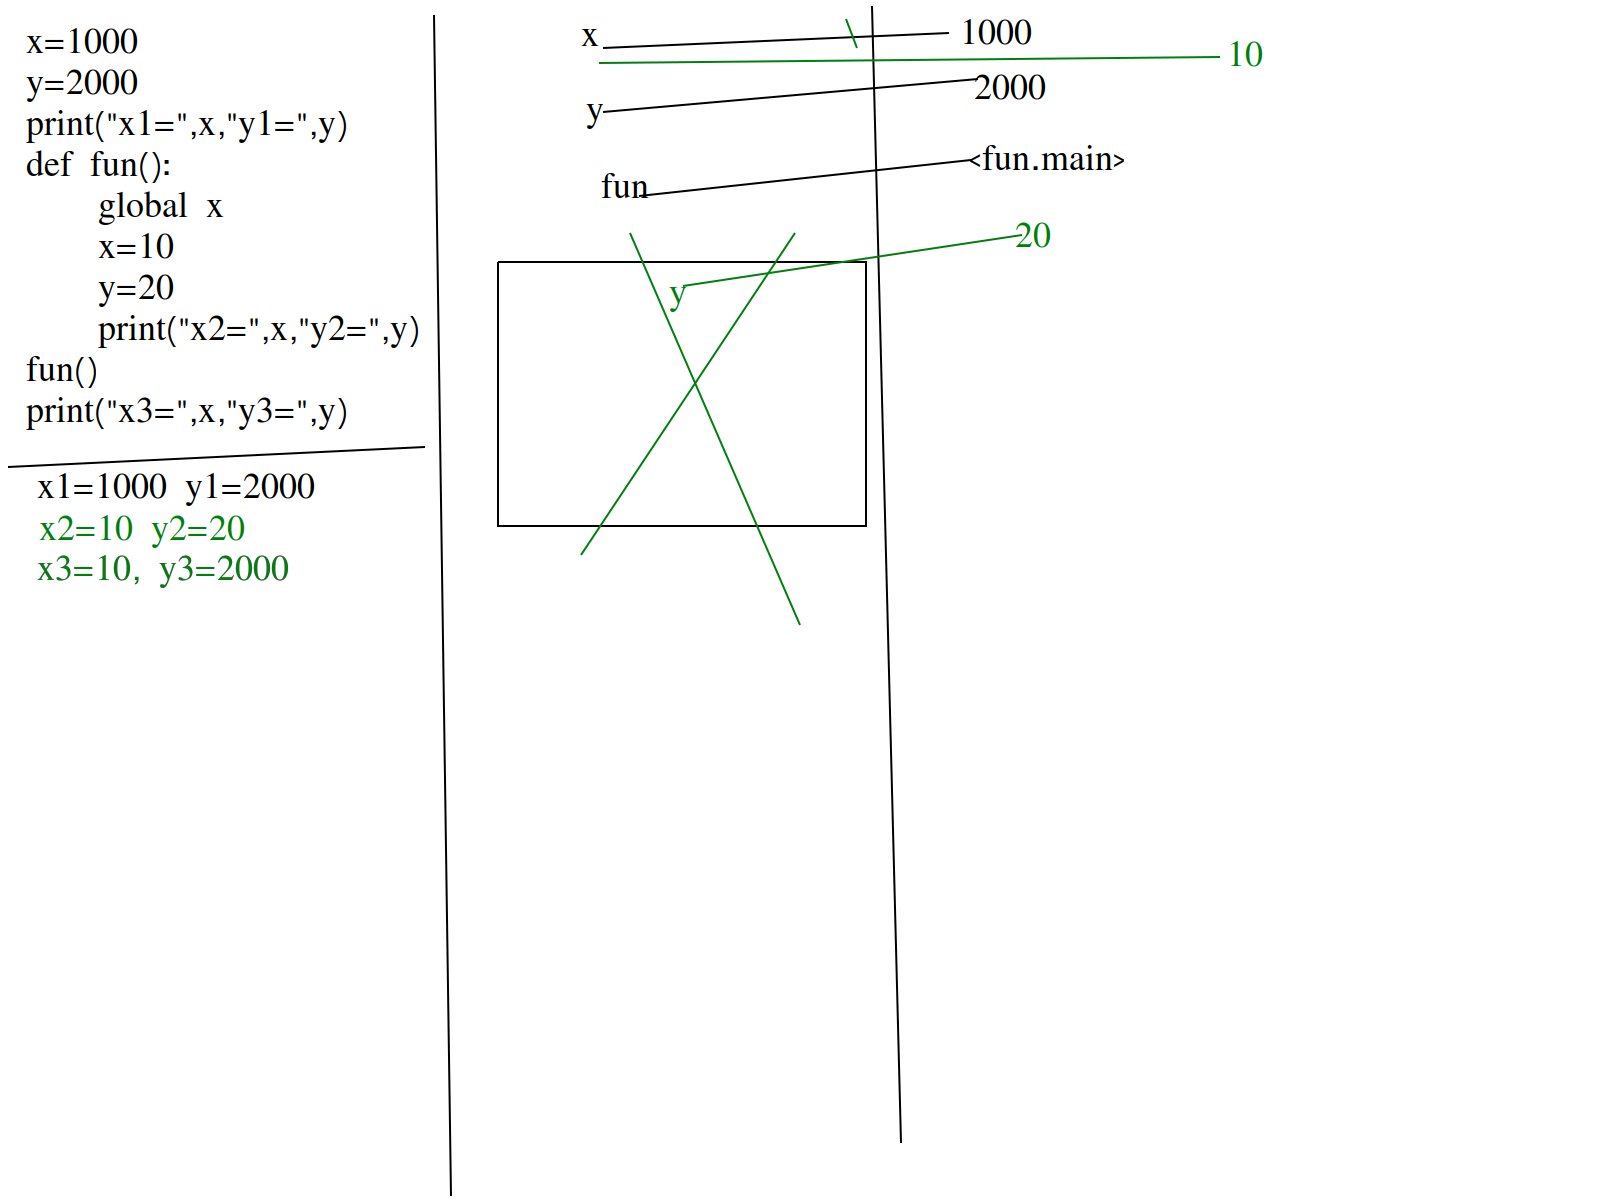 x=1000
y=2000
print("x1=",x,"y1=",y)
def fun():
global x
x=10
y=20
print("x2=",x,"y2=",y)
fun()
print("x3=",x,"y3=",y)
x1=1000 y1=2000
x2=10 y2=20
x3=10, y3=2000
x 1000
10
y 2000
fun <fun.main>
y 20